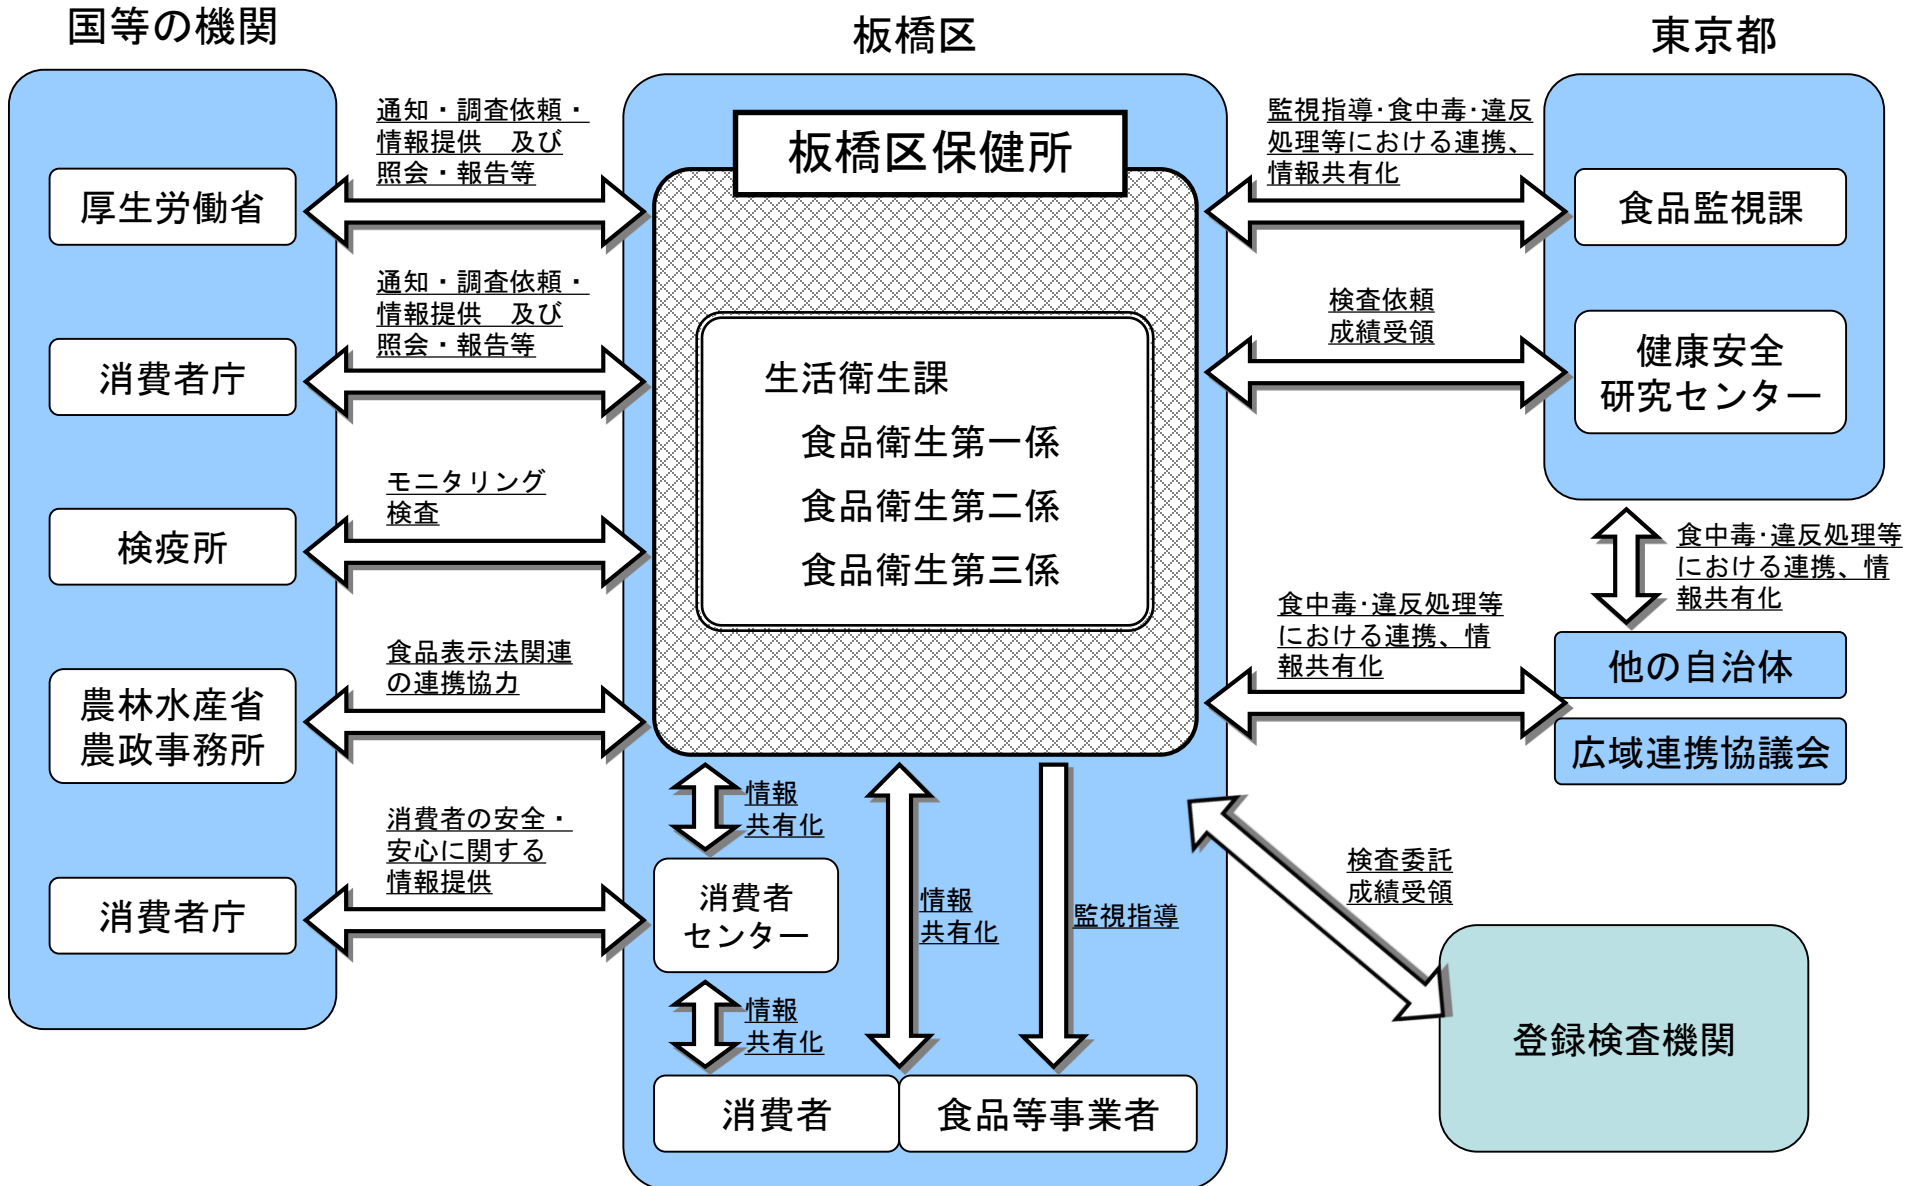 国等の機関
通知・調査依頼・
情報提供　及び
照会・報告等
厚生労働省
通知・調査依頼・
情報提供　及び
照会・報告等
消費者庁
モニタリング
検査
検疫所
食品表示法関連
の連携協力
農林水産省
農政事務所
消費者の安全・
安心に関する
情報提供
消費者庁
板橋区
板橋区保健所
生活衛生課
食品衛生第一係
食品衛生第二係
食品衛生第三係
情報
共有化
消費者
センター
情報
共有化
情報
共有化
監視指導
消費者
食品等事業者
東京都
監視指導・食中毒・違反
処理等における連携、
情報共有化
食品監視課
検査依頼
成績受領
健康安全
研究センター
食中毒・違反処理等
における連携、情
報共有化
食中毒・違反処理等
における連携、情
報共有化
他の自治体
広域連携協議会
検査委託
成績受領
登録検査機関